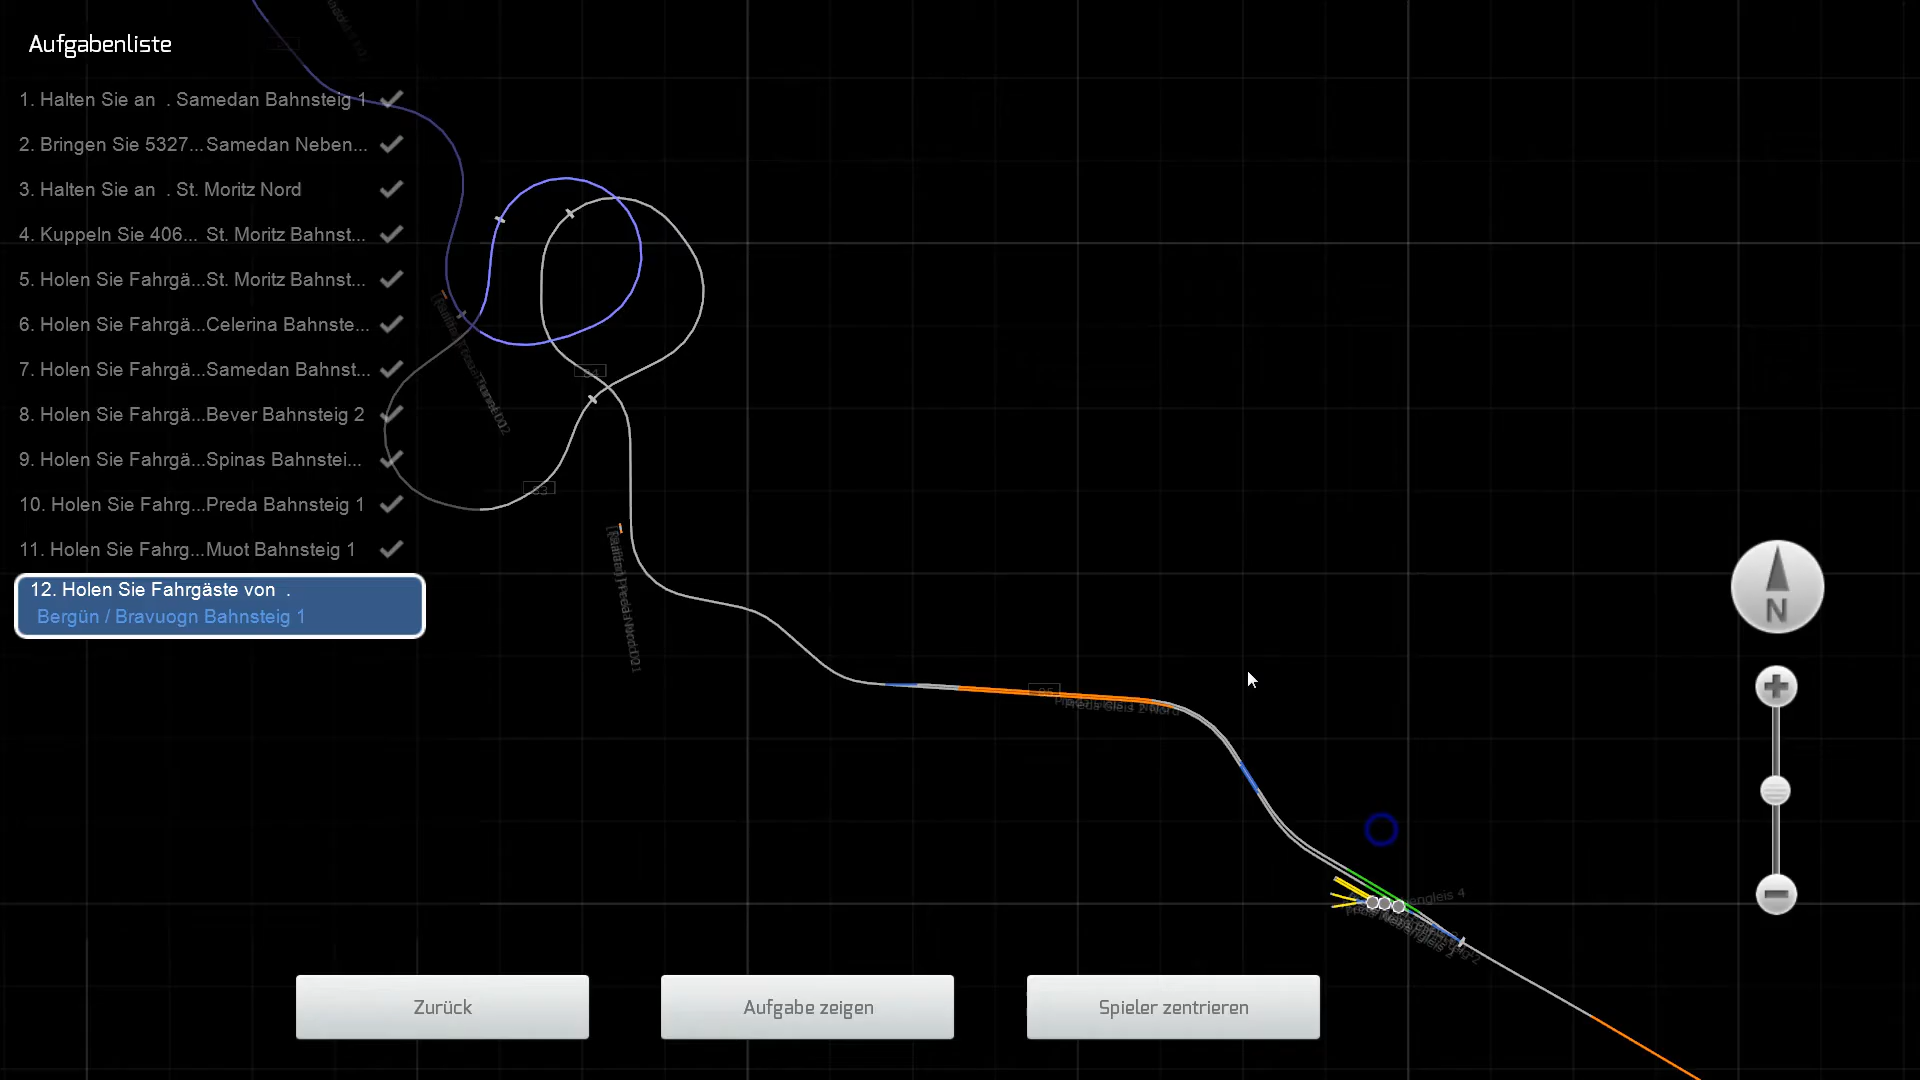 Aufgabenliste
1. Halten Sie an . Samedan Bahnsteig 1
2. Bringen Sie 5327...Samedan Neben...
3. Halten Sie an . St. Moritz Nord
4. Kuppeln Sie 406... St. Moritz Bahnst...
5. Holen Sie Fahrgä...St. Moritz Bahnst...
6. Holen Sie Fahrgä...Celerina Bahnste...
7. Holen Sie Fahrgä...Samedan Bahnst...
8. Holen Sie Fahrgä...Bever Bahnsteig 2
9. Holen Sie Fahrgä...Spinas Bahnstei...
10. Holen Sie Fahrg...Preda Bahnsteig 1
11. Holen Sie Fahrg...Muot Bahnsteig 1
12. Holen Sie Fahrgäste von .
Bergün / Bravuogn Bahnsteig 1
Preda Gleis 2 Nord
N
Zurück
Aufgabe zeigen
Spieler zentrieren